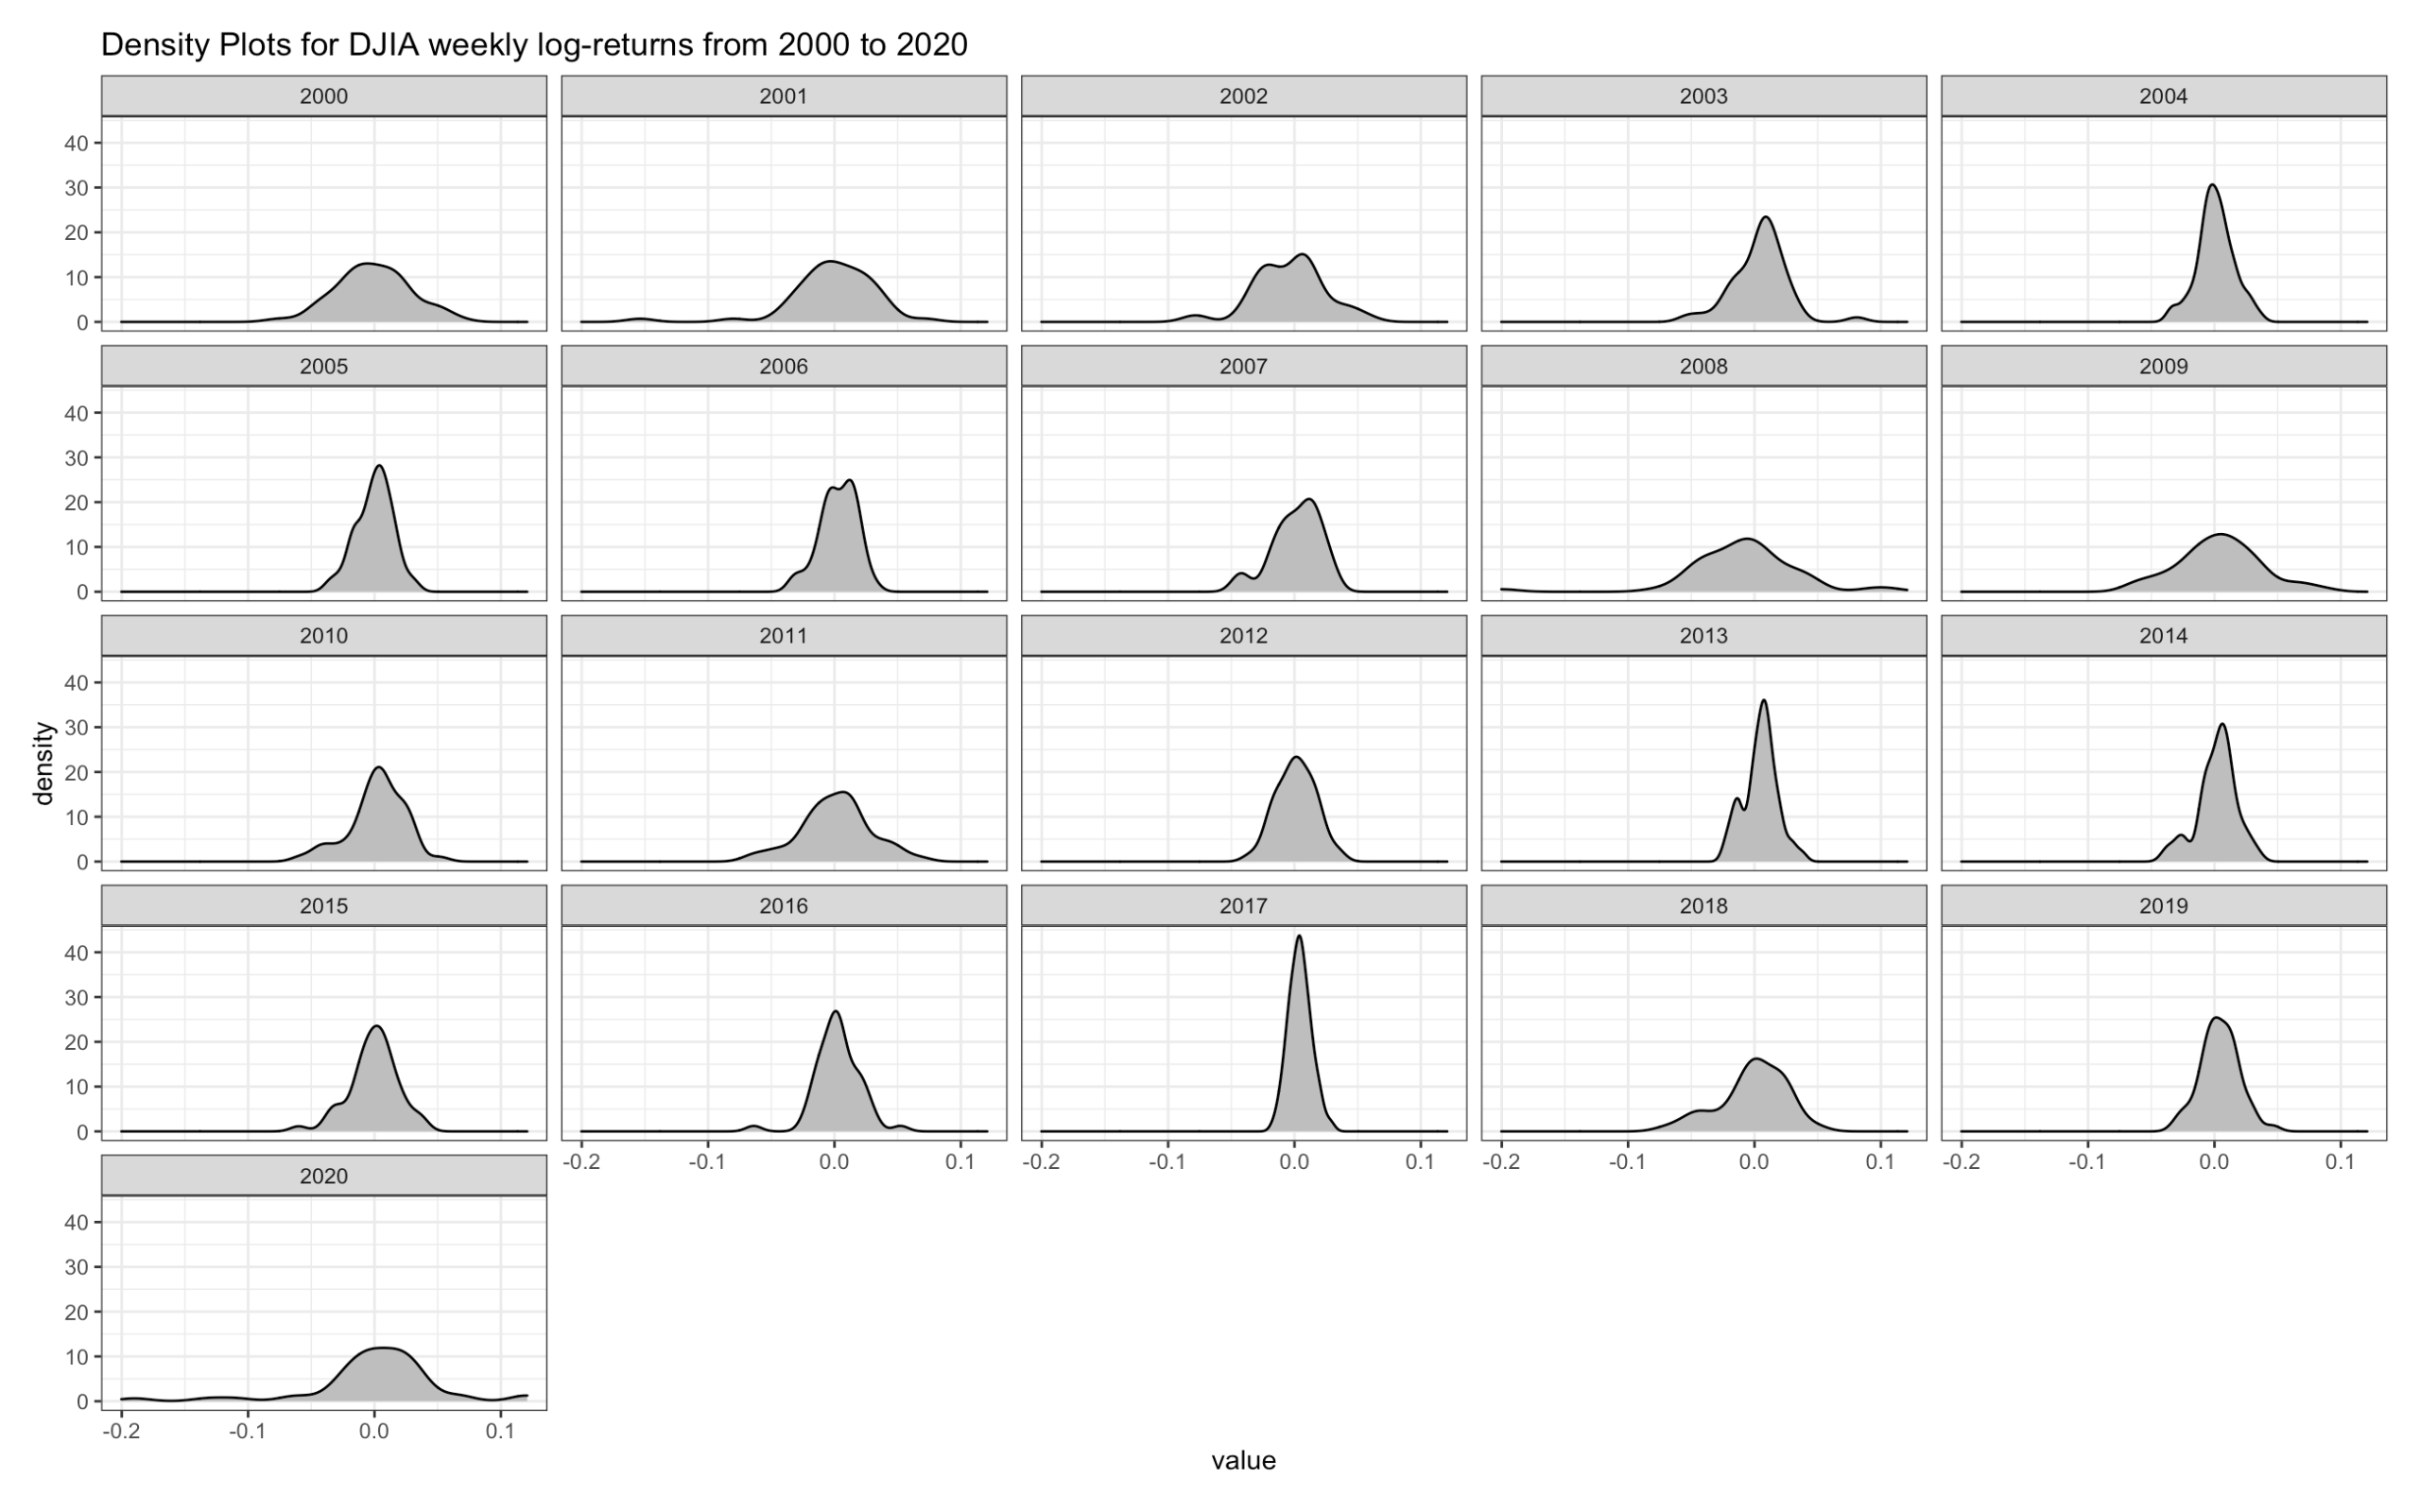 Density Plots for DJIA weekly log-returns from 2000 to 2020
2000 2001 2002 2003 2004
40
30
20
10
0
2005 2006 2007 2008 2009
40
30
20
10
0
2010 2011 2012 2013 2014
40
30
20
10
0
density
2015 2016 2017 2018 2019
40
30
20
10
0
-0.2 -0.1 0.0 0.1 -0.2 -0.1 0.0 0.1 -0.2 -0.1 0.0 0.1 -0.2 -0.1 0.0 0.1
2020
40
30
20
10
0
-0.2 -0.1 0.0 0.1
value